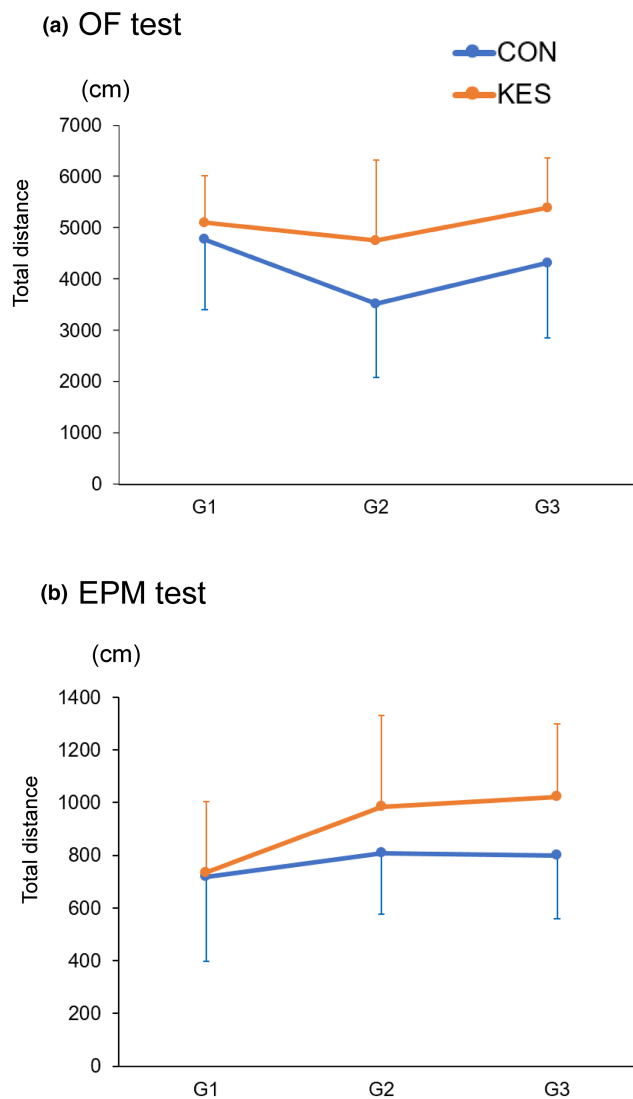 (a) OF test
CON
KES
(cm)
7000
6000
5000
4000
3000
2000
1000
0
Total distance
G1 G2 G3
(b) EPM test
(cm)
1400
1200
1000
800
600
400
200
0
Total distance
G1 G2 G3